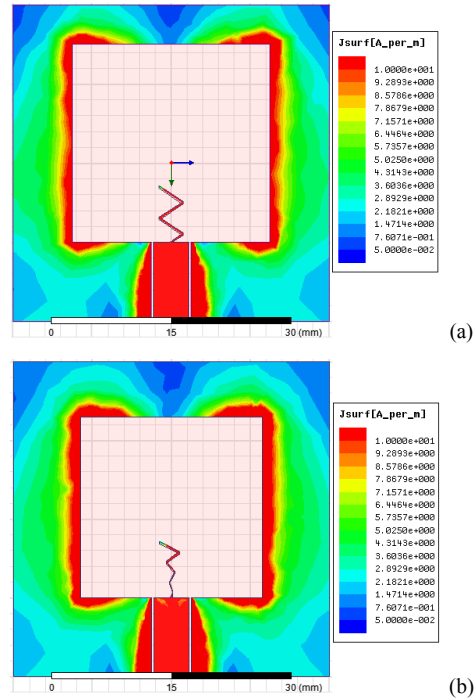 Jsurf[A_per_m]
1.0000e+001
9.2893e+000
8.5786e+000
7.8679e+000
7.1571e+000
6.4464e+000
5.7357e+000
5.0250e+000
4.3143e+000
3.6036e+000
2.8929e+000
2.1821e+000
1.4714e+000
7.6071e-001
5.0000e-002
0 15 30 (mm)
(a)
Jsurf[A_per_m]
1.0000e+001
9.2893e+000
8.5786e+000
7.8679e+000
7.1571e+000
6.4464e+000
5.7357e+000
5.0250e+000
4.3143e+000
3.6036e+000
2.8929e+000
2.1821e+000
1.4714e+000
7.6071e-001
5.0000e-002
0 15 30 (mm)
(b)